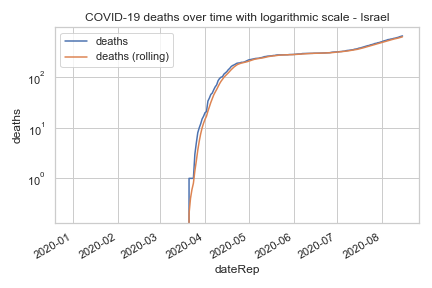 COVID-19 deaths over time with logarithmic scale - Israel
deaths
deaths (rolling)
10²
10¹
10⁰
deaths
2020-01
2020-02
2020-03
2020-04
2020-05
2020-06
2020-07
2020-08
dateRep